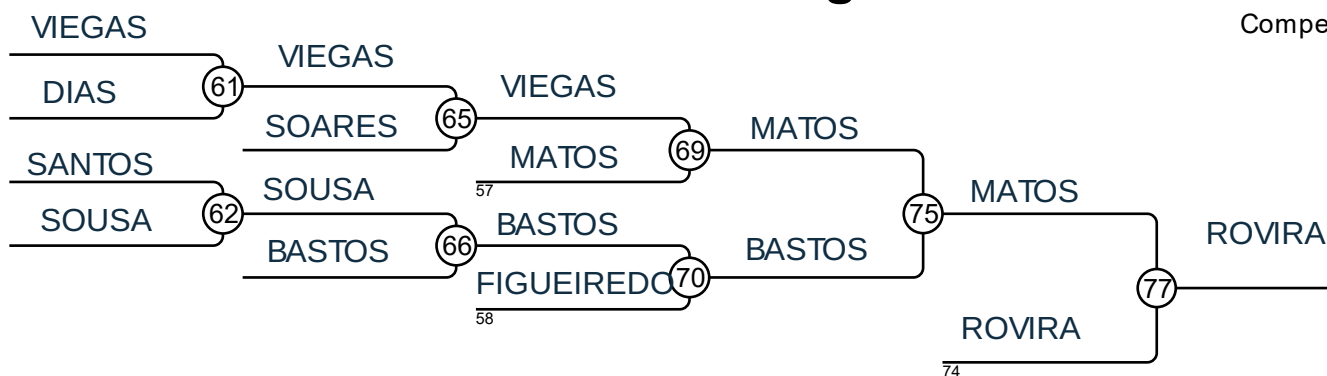 Compe
VIEGAS
DIAS
61
VIEGAS
SOARES
65
VIEGAS
MATOS
57
69
MATOS
SANTOS
SOUSA
62
SOUSA
BASTOS
66
BASTOS
FIGUEIREDO
58
70
BASTOS
75
MATOS
ROVIRA
74
77
ROVIRA